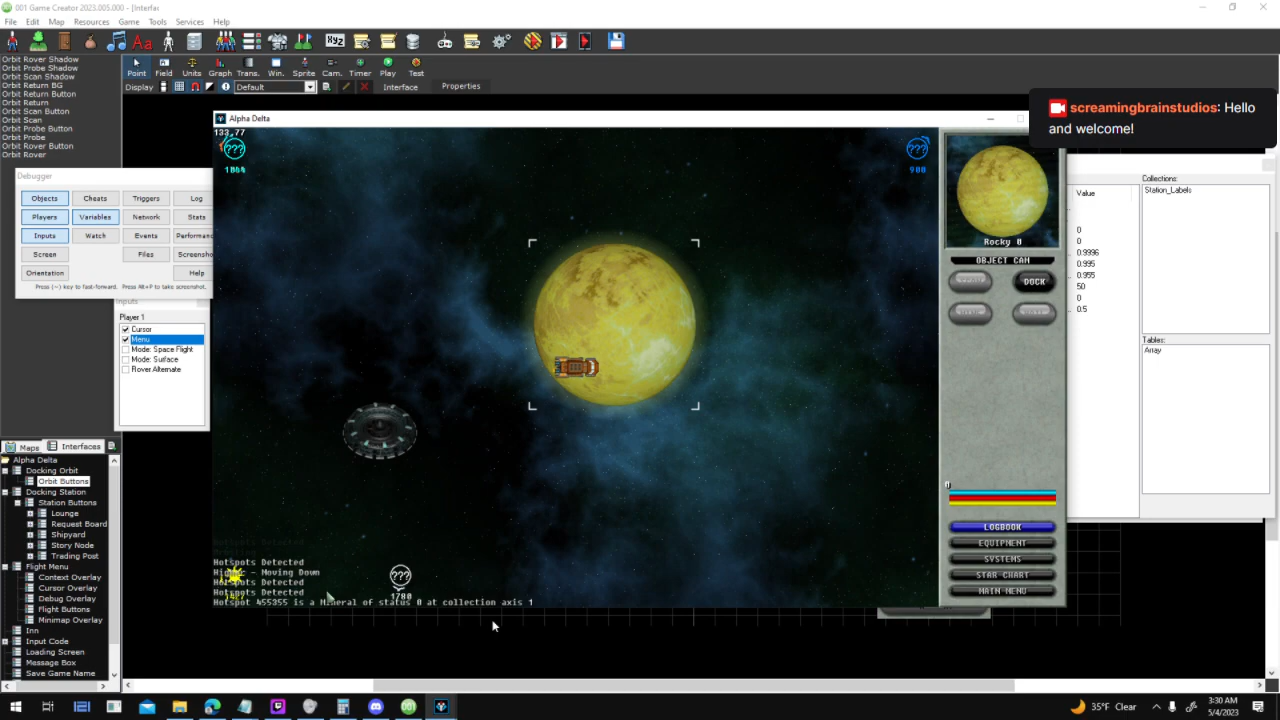 001 Game Creator 2023.005.000 - [Interfac
File Edit Map Resources Game Tools Services Help
Point Field Units Graph Trans. Win. Sprite Cam. Timer Play Test
Display Default Interface Properties
Orbit Rover Shadow
Orbit Probe Shadow
Orbit Scan Shadow
Orbit Return BG
Orbit Return Button
Orbit Return
Orbit Scan Button
Orbit Scan
Orbit Probe Button
Orbit Probe
Orbit Rover Button
Orbit Rover
Debugger
Objects Cheats Triggers Log
Players Variables Network Stats
Inputs Watch Events Performanc
Screen Files Screensho
Orientation Help
Press (~) key to fast-forward. Press Alt+P to take screenshot.
Inputs
Player 1
Cursor
Menu
Mode: Space Flight
Mode: Surface
Rover Alternate
Maps Interfaces
Alpha Delta
Docking Orbit
Orbit Buttons
Docking Station
Station Buttons
Lounge
Request Board
Shipyard
Story Node
Trading Post
Flight Menu
Context Overlay
Cursor Overlay
Debug Overlay
Flight Buttons
Minimap Overlay
Inn
Input Code
Loading Screen
Message Box
Save Game Name
Alpha Delta
133,77
???
???
900
Hotspots Detected
- Moving Down
Hotspots Detected
Hotspots Detected
Hotspot 455355 is a Mineral of status 0 at collection axis 1
???
1780
Rocky 0
OBJECT CAM
DOCK
0
LOGBOOK
EQUIPMENT
SYSTEMS
STAR CHART
MAIN MENU
screamingbrainstudios: Hello
and welcome!
Value
0
0
0.9996
0.995
0.955
50
0
0.5
Collections:
Station_Labels
Tables:
Array
35°F Clear
3:30 AM
5/4/2023